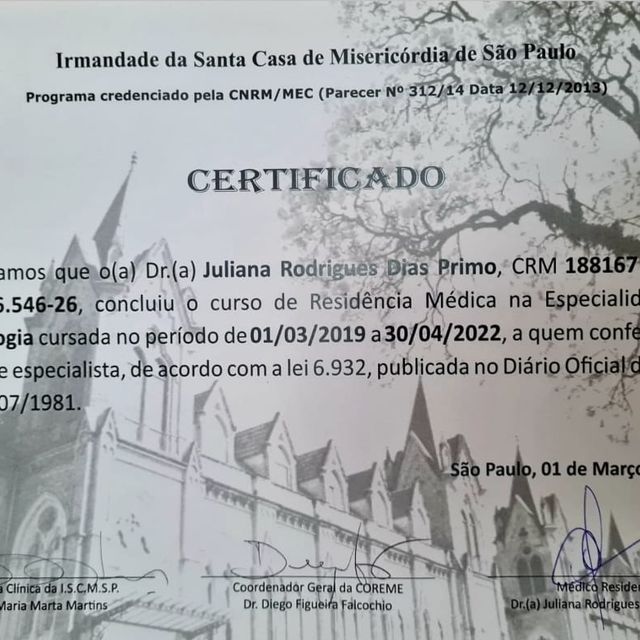 Irmandade da Santa Casa de Misericórdia de São Paulo
Programa credenciado pela CNRM/MEC (Parecer Nº 312/14 Data 12/12/2013)
CERTIFICADO
amos que o(a) Dr.(a) Juliana Rodrigues Dias Primo, CRM 188167
6.546-26, concluiu o curso de Residência Médica na Especialid
ogia cursada no período de 01/03/2019 a 30/04/2022, a quem confe
e especialista, de acordo com a lei 6.932, publicada no Diário Oficial d
07/1981.
São Paulo, 01 de Março
a Clínica da I.S.C.M.S.P.
Maria Marta Martins
Coordenador Geral da COREME
Dr. Diego Figueira Falcochio
Médico Residen
Dr.(a) Juliana Rodrigues